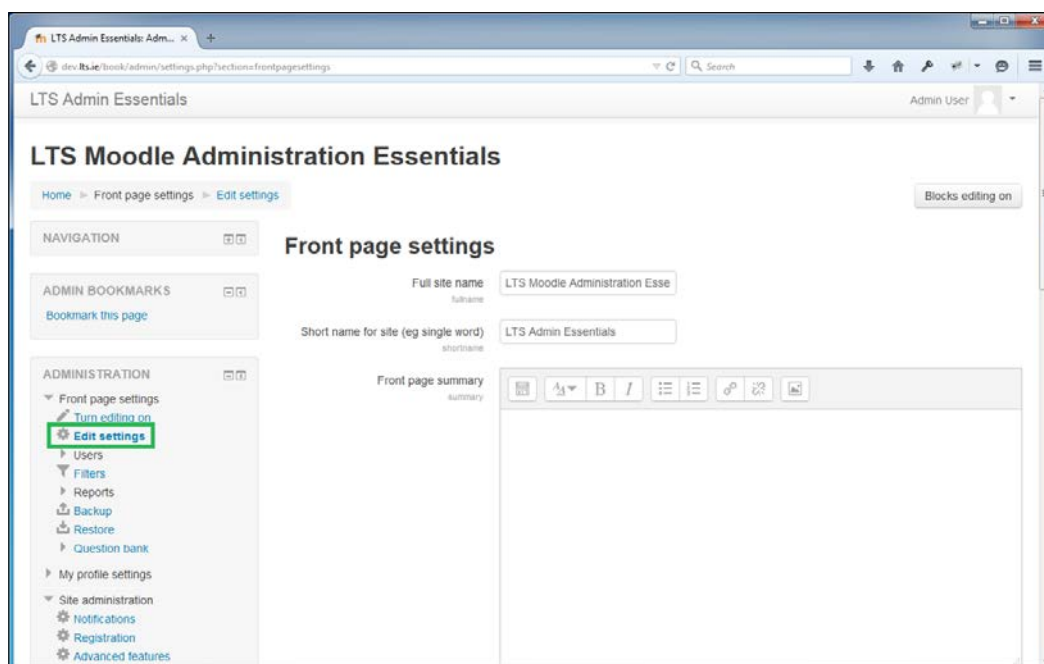 LTS Admin Essentials: Adm... × +
dev.lts.ie/book/admin/settings.php?section=frontpagesettings
Search
LTS Admin Essentials
Admin User
LTS Moodle Administration Essentials
Home Front page settings Edit settings
Blocks editing on
NAVIGATION
ADMIN BOOKMARKS
Bookmark this page
ADMINISTRATION
Front page settings
Turn editing on
Edit settings
Users
Filters
Reports
Backup
Restore
Question bank
My profile settings
Site administration
Notifications
Registration
Advanced features
Front page settings
Full site name LTS Moodle Administration Esse
fullname
Short name for site (eg single word) LTS Admin Essentials
shortname
Front page summary
summary
B I